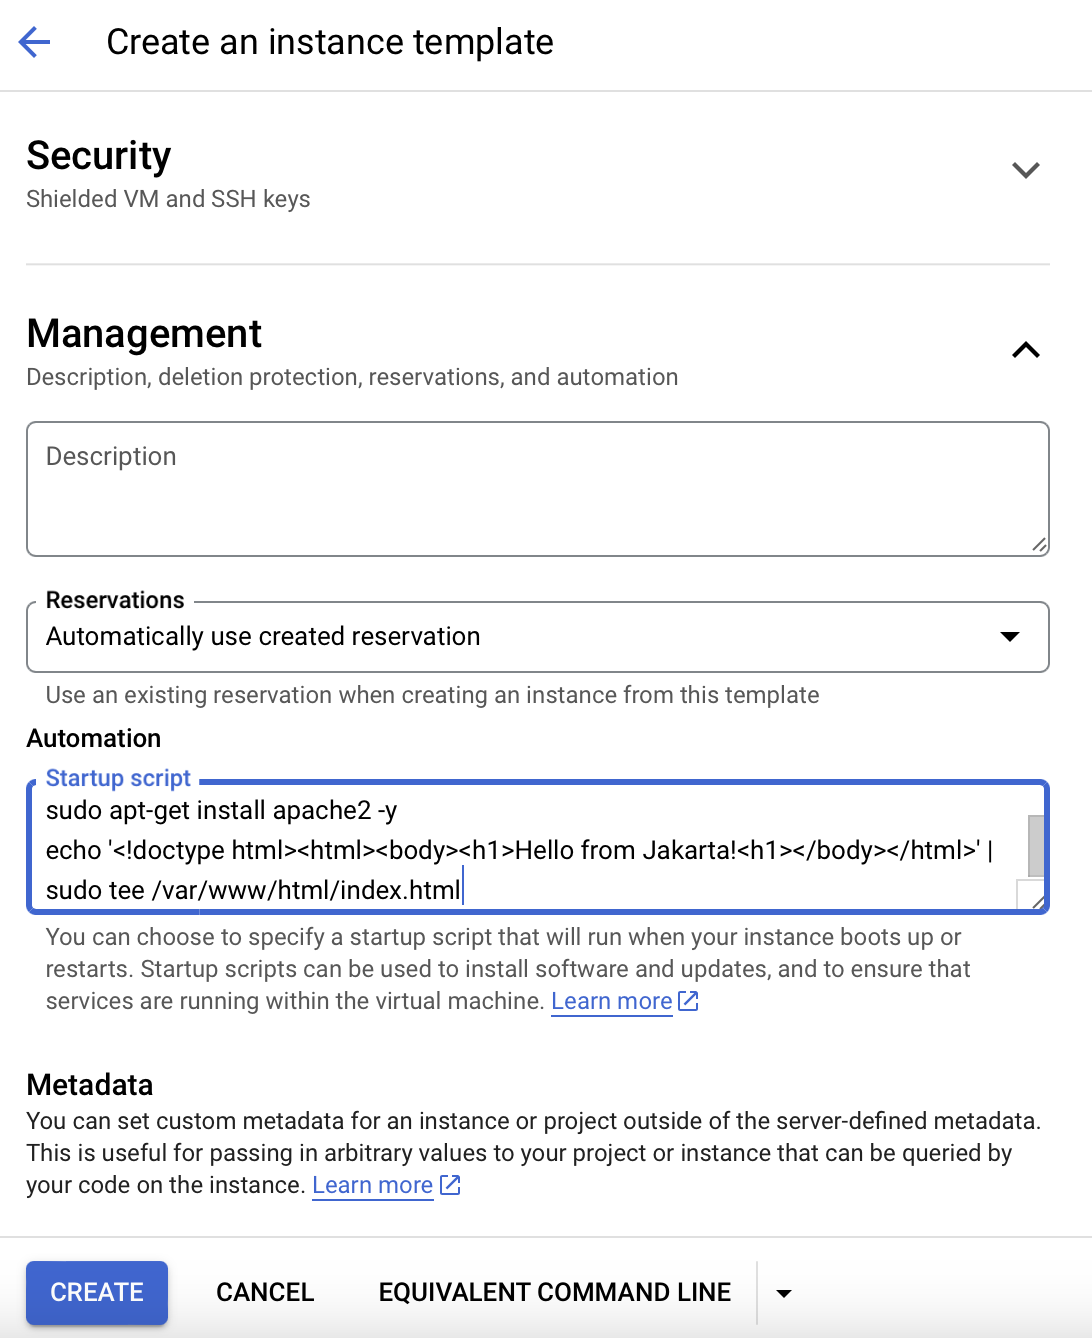 Create an instance template
Security
Shielded VM and SSH keys
Management
Description, deletion protection, reservations, and automation
Description
Reservations
Automatically use created reservation
Use an existing reservation when creating an instance from this template
Automation
Startup script
sudo apt-get install apache2 -y
echo '<!doctype html><html><body><h1>Hello from Jakarta!<h1></body></html>' |
sudo tee /var/www/html/index.html
You can choose to specify a startup script that will run when your instance boots up or
restarts. Startup scripts can be used to install software and updates, and to ensure that
services are running within the virtual machine. Learn more
Metadata
You can set custom metadata for an instance or project outside of the server-defined metadata.
This is useful for passing in arbitrary values to your project or instance that can be queried by
your code on the instance. Learn more
CREATE CANCEL EQUIVALENT COMMAND LINE